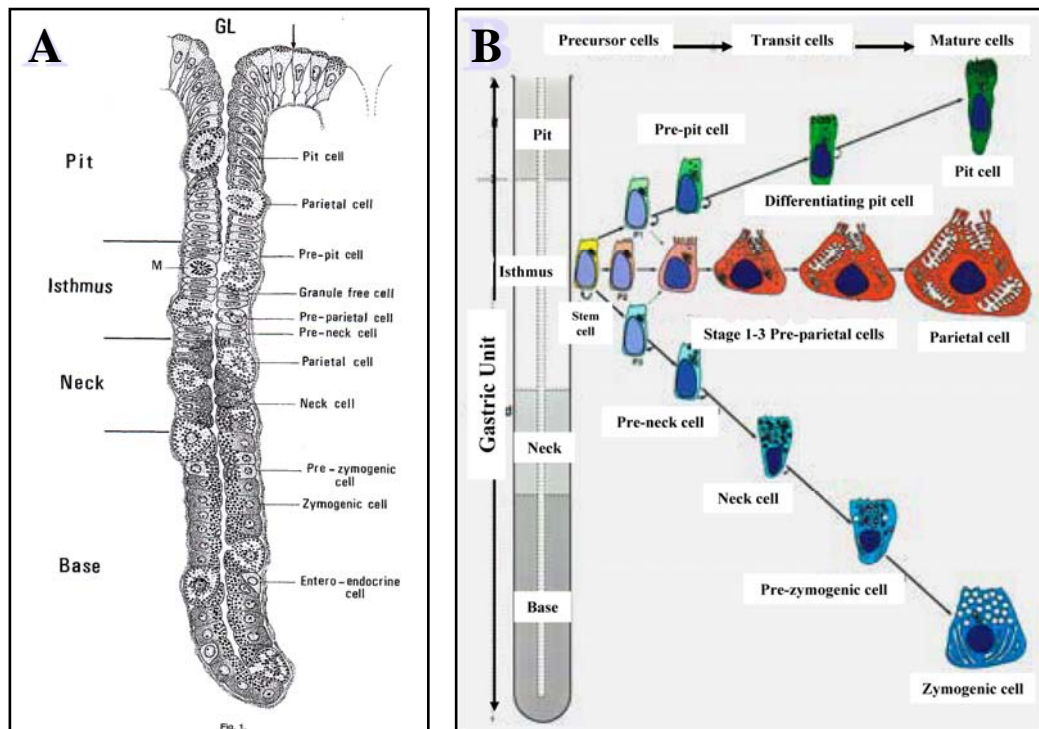 A
GL
Pit
Isthmus
Neck
Base
M
Pit cell
Parietal cell
Pre-pit cell
Granule free cell
Pre-parietal cell
Pre-neck cell
Parietal cell
Neck cell
Pre-zymogenic
cell
Zymogenic cell
Entero-endocrine
cell
Fig. 1.
B
Precursor cells
Transit cells
Mature cells
Gastric Unit
Pit
Isthmus
Neck
Base
Pre-pit cell
Differentiating pit cell
Pit cell
P1
P2
P3
Stem
cell
Stage 1-3 Pre-parietal cells
Parietal cell
Pre-neck cell
Neck cell
Pre-zymogenic cell
Zymogenic cell